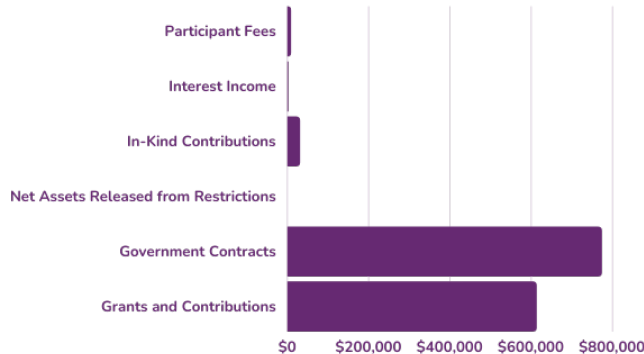 Participant Fees
Interest Income
In-Kind Contributions
Net Assets Released from Restrictions
Government Contracts
Grants and Contributions
$0 $200,000 $400,000 $600,000 $800,000